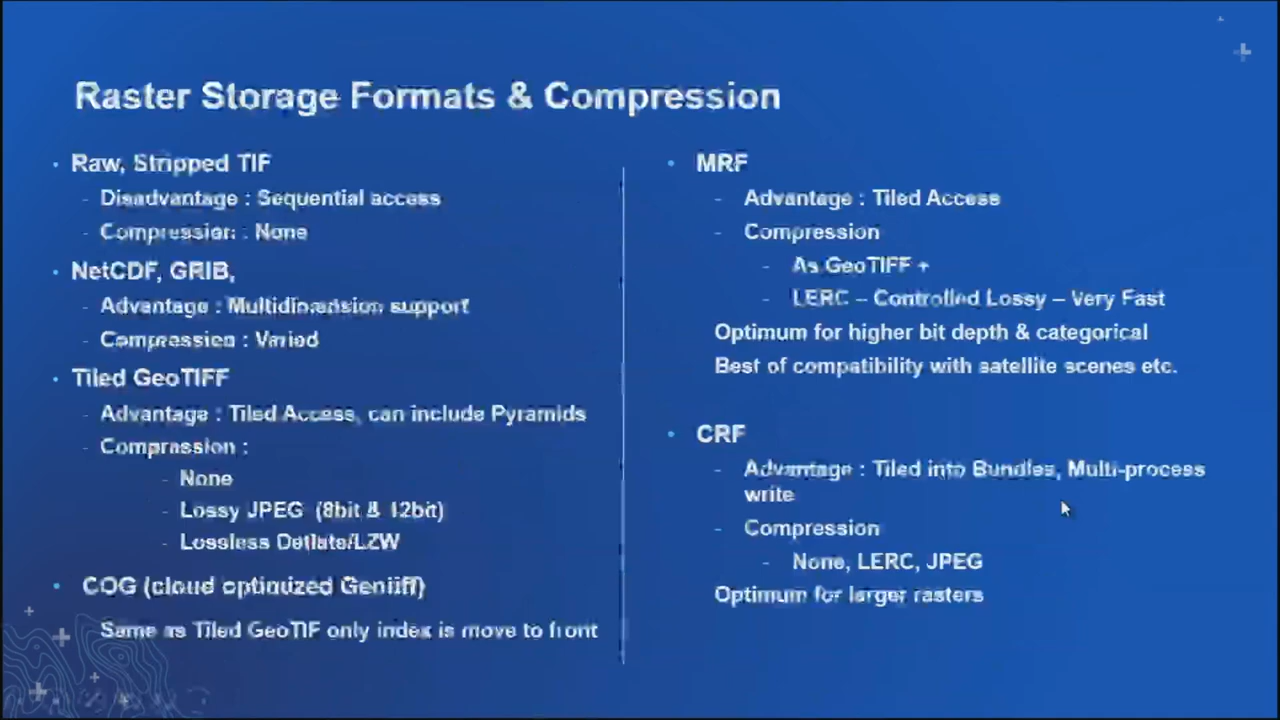 Raster Storage Formats & Compression
Raw, Stripped TIF
Disadvantage : Sequential access
Compression : None
NetCDF, GRIB,
Advantage : Multidimension support
Compression : Varied
Tiled GeoTIFF
Advantage : Tiled Access, can include Pyramids
Compression :
None
Lossy JPEG (8bit & 12bit)
Lossless Deflate/LZW
COG (cloud optimized Geotiff)
Same as Tiled GeoTIF only index is move to front
MRF
Advantage : Tiled Access
Compression
As GeoTIFF +
LERC – Controlled Lossy – Very Fast
Optimum for higher bit depth & categorical
Best of compatibility with satellite scenes etc.
CRF
Advantage : Tiled into Bundles, Multi-process
write
Compression
None, LERC, JPEG
Optimum for larger rasters